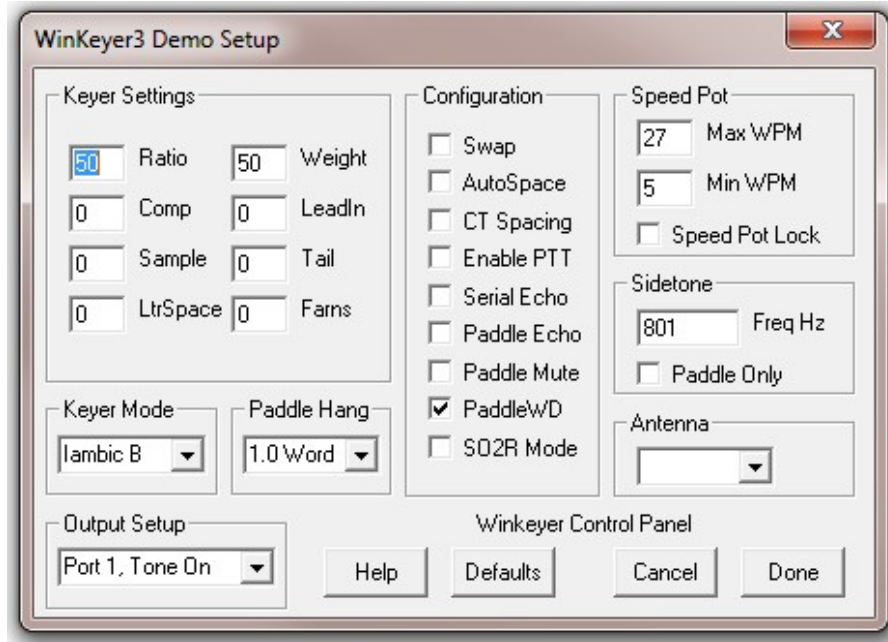 WinKeyer3 Demo Setup
Keyer Settings
50 Ratio 50 Weight
0 Comp 0 LeadIn
0 Sample 0 Tail
0 LtrSpace 0 Farns
Keyer Mode
Iambic B
Paddle Hang
1.0 Word
Output Setup
Port 1, Tone On
Configuration
Swap
AutoSpace
CT Spacing
Enable PTT
Serial Echo
Paddle Echo
Paddle Mute
PaddleWD
SO2R Mode
Speed Pot
27 Max WPM
5 Min WPM
Speed Pot Lock
Sidetone
801 Freq Hz
Paddle Only
Antenna
Winkeyer Control Panel
Help Defaults Cancel Done